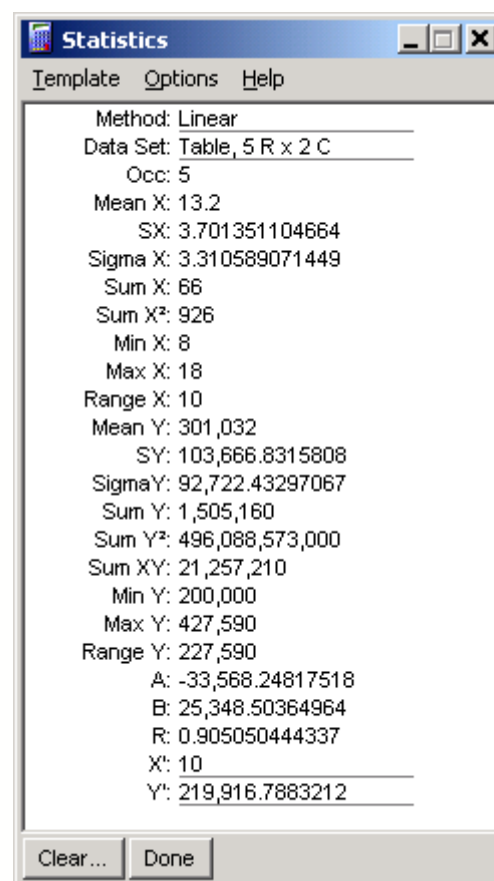 Statistics
Template Options Help
Method: Linear
Data Set: Table, 5 R x 2 C
Occ: 5
Mean X: 13.2
SX: 3.701351104664
Sigma X: 3.310589071449
Sum X: 66
Sum X²: 926
Min X: 8
Max X: 18
Range X: 10
Mean Y: 301,032
SY: 103,666.8315808
SigmaY: 92,722.43297067
Sum Y: 1,505,160
Sum Y²: 496,088,573,000
Sum XY: 21,257,210
Min Y: 200,000
Max Y: 427,590
Range Y: 227,590
A: -33,568.24817518
B: 25,348.50364964
R: 0.905050444337
X': 10
Y': 219,916.7883212
Clear... Done